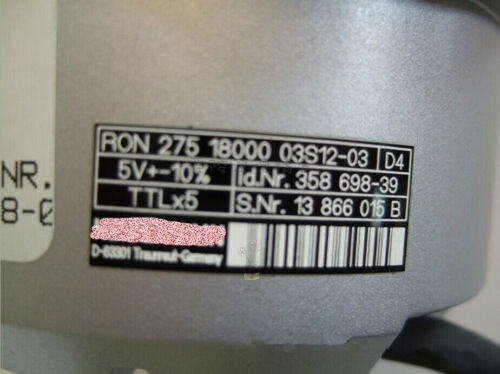 RON 275 18000 03S12-03 D4
5V+-10% id.Nr. 358 698-39
TTLx5 S.Nr. 13 866 015 B
D-83301 Traunreut-Germany
NR.
8-0